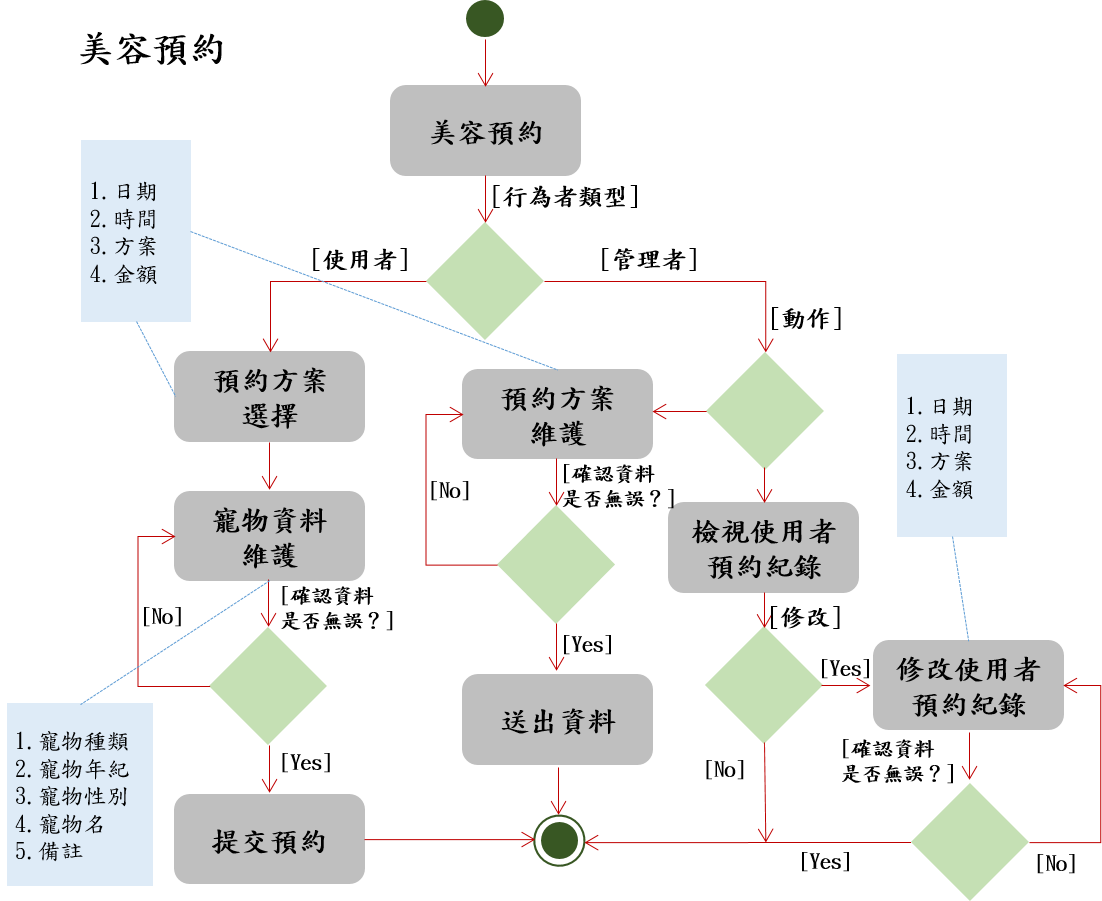 美容預約
美容預約
[行為者類型]
[使用者]
[管理者]
[動作]
1.日期
2.時間
3.方案
4.金額
預約方案
選擇
預約方案
維護
1.日期
2.時間
3.方案
4.金額
[確認資料
是否無誤？]
[No]
寵物資料
維護
檢視使用者
預約紀錄
[確認資料
是否無誤？]
[No]
[修改]
[Yes]
[Yes]
修改使用者
預約紀錄
1.寵物種類
2.寵物年紀
3.寵物性別
4.寵物名
5.備註
送出資料
[確認資料
是否無誤？]
[Yes]
[No]
提交預約
[Yes]
[No]